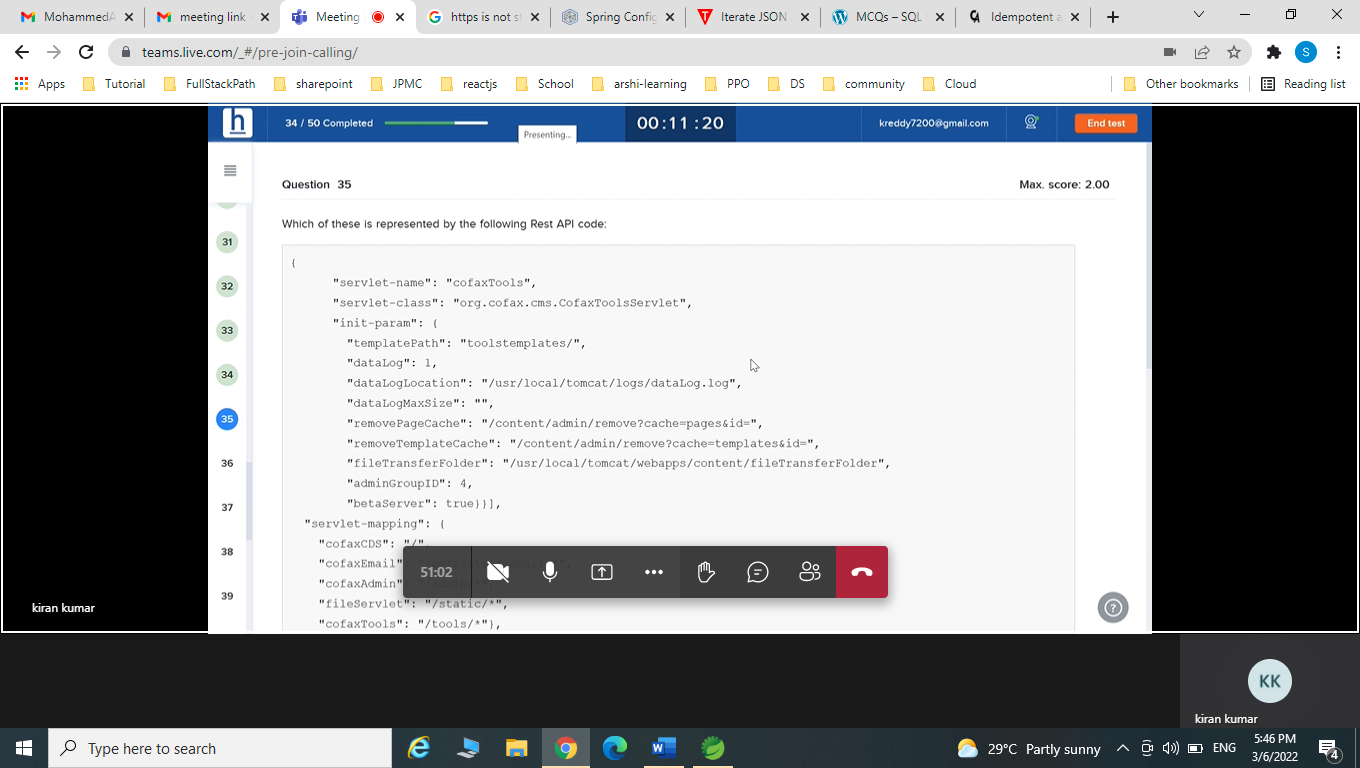 MohammedA
meeting link -
Meeting
https is not st
Spring Config
Iterate JSON
MCQs – SQL
Idempotent a
teams.live.com/_#/pre-join-calling/
S
Apps
Tutorial
FullStackPath
sharepoint
JPMC
reactjs
School
arshi-learning
PPO
DS
community
Cloud
Other bookmarks
Reading list
h
34 / 50 Completed
Presenting...
00:11:20
kreddy7200@gmail.com
End test
Question 35
Max. score: 2.00
Which of these is represented by the following Rest API code:
31
32
33
34
35
36
37
38
39
{
"servlet-name": "cofaxTools",
"servlet-class": "org.cofax.cms.CofaxToolsServlet",
"init-param": {
"templatePath": "toolstemplates/",
"dataLog": 1,
"dataLogLocation": "/usr/local/tomcat/logs/dataLog.log",
"dataLogMaxSize": "",
"removePageCache": "/content/admin/remove?cache=pages&id=",
"removeTemplateCache": "/content/admin/remove?cache=templates&id=",
"fileTransferFolder": "/usr/local/tomcat/webapps/content/fileTransferFolder",
"adminGroupID": 4,
"betaServer": true}}],
"servlet-mapping": {
"cofaxCDS": "/",
"cofaxEmail"
"cofaxAdmin"
"fileServlet": "/static/*",
"cofaxTools": "/tools/*"},
51:02
kiran kumar
KK
kiran kumar
Type here to search
29°C Partly sunny
ENG
5:46 PM
3/6/2022
4